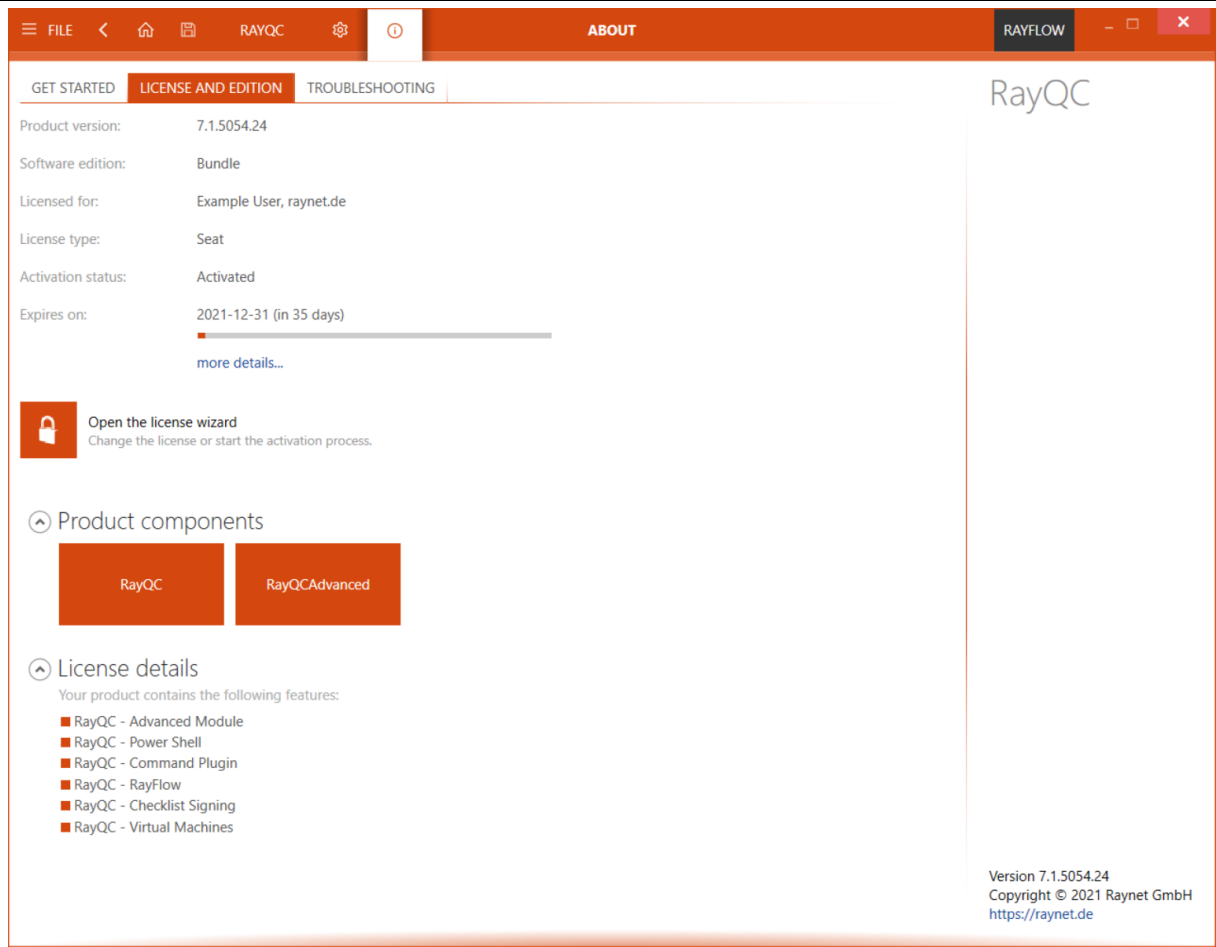 FILE RAYQC ABOUT RAYFLOW
GET STARTED LICENSE AND EDITION TROUBLESHOOTING
RayQC
Product version: 7.1.5054.24
Software edition: Bundle
Licensed for: Example User, raynet.de
License type: Seat
Activation status: Activated
Expires on: 2021-12-31 (in 35 days)
more details...
Open the license wizard
Change the license or start the activation process.
Product components
RayQC RayQCAdvanced
License details
Your product contains the following features:
RayQC - Advanced Module
RayQC - Power Shell
RayQC - Command Plugin
RayQC - RayFlow
RayQC - Checklist Signing
RayQC - Virtual Machines
Version 7.1.5054.24
Copyright © 2021 Raynet GmbH
https://raynet.de